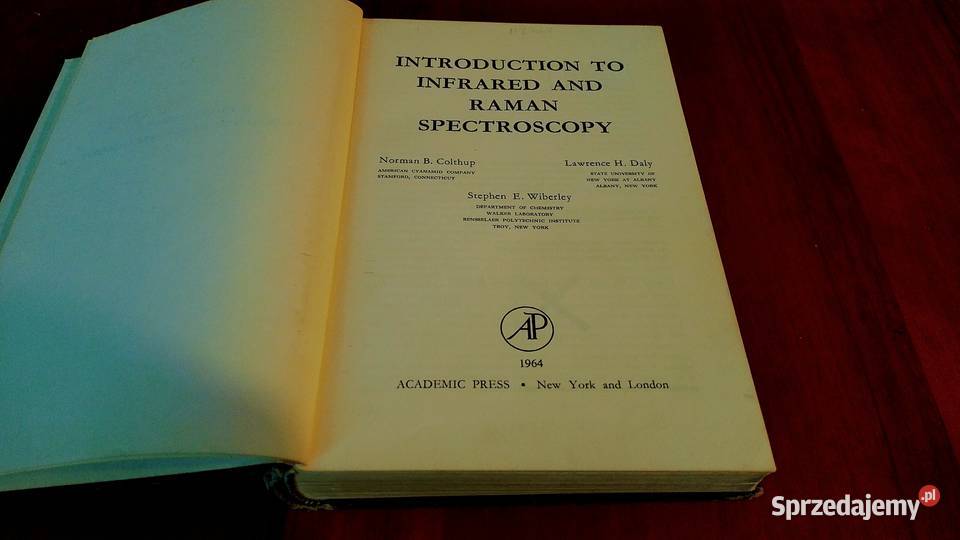 INTRODUCTION TO
INFRARED AND
RAMAN
SPECTROSCOPY
Norman B. Colthup
AMERICAN CYANAMID COMPANY
STAMFORD, CONNECTICUT
Lawrence H. Daly
STATE UNIVERSITY OF
NEW YORK AT ALBANY
ALBANY, NEW YORK
Stephen E. Wiberley
DEPARTMENT OF CHEMISTRY
WALKER LABORATORY
RENSSELAER POLYTECHNIC INSTITUTE
TROY, NEW YORK
AP
1964
ACADEMIC PRESS • New York and London
Sprzedajemy.pl